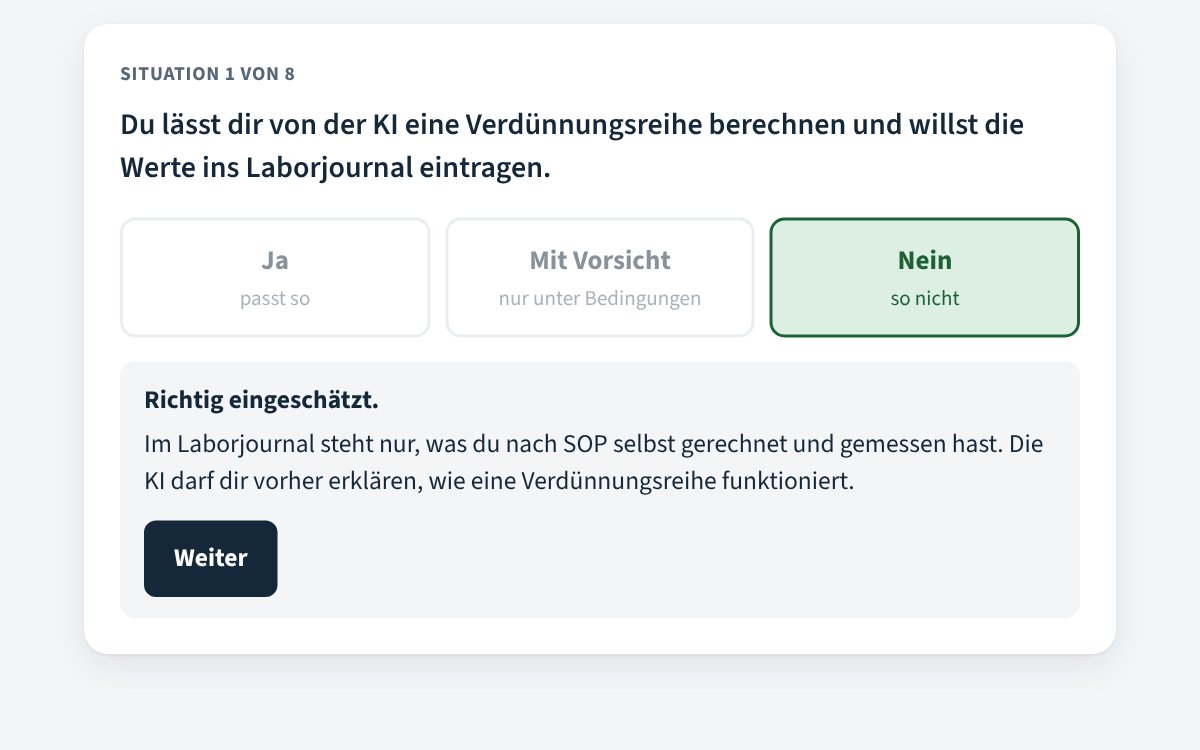 SITUATION 1 VON 8
Du lässt dir von der KI eine Verdünnungsreihe berechnen und willst die
Werte ins Laborjournal eintragen.
Ja
passt so
Mit Vorsicht
nur unter Bedingungen
Nein
so nicht
Richtig eingeschätzt.
Im Laborjournal steht nur, was du nach SOP selbst gerechnet und gemessen hast. Die
KI darf dir vorher erklären, wie eine Verdünnungsreihe funktioniert.
Weiter